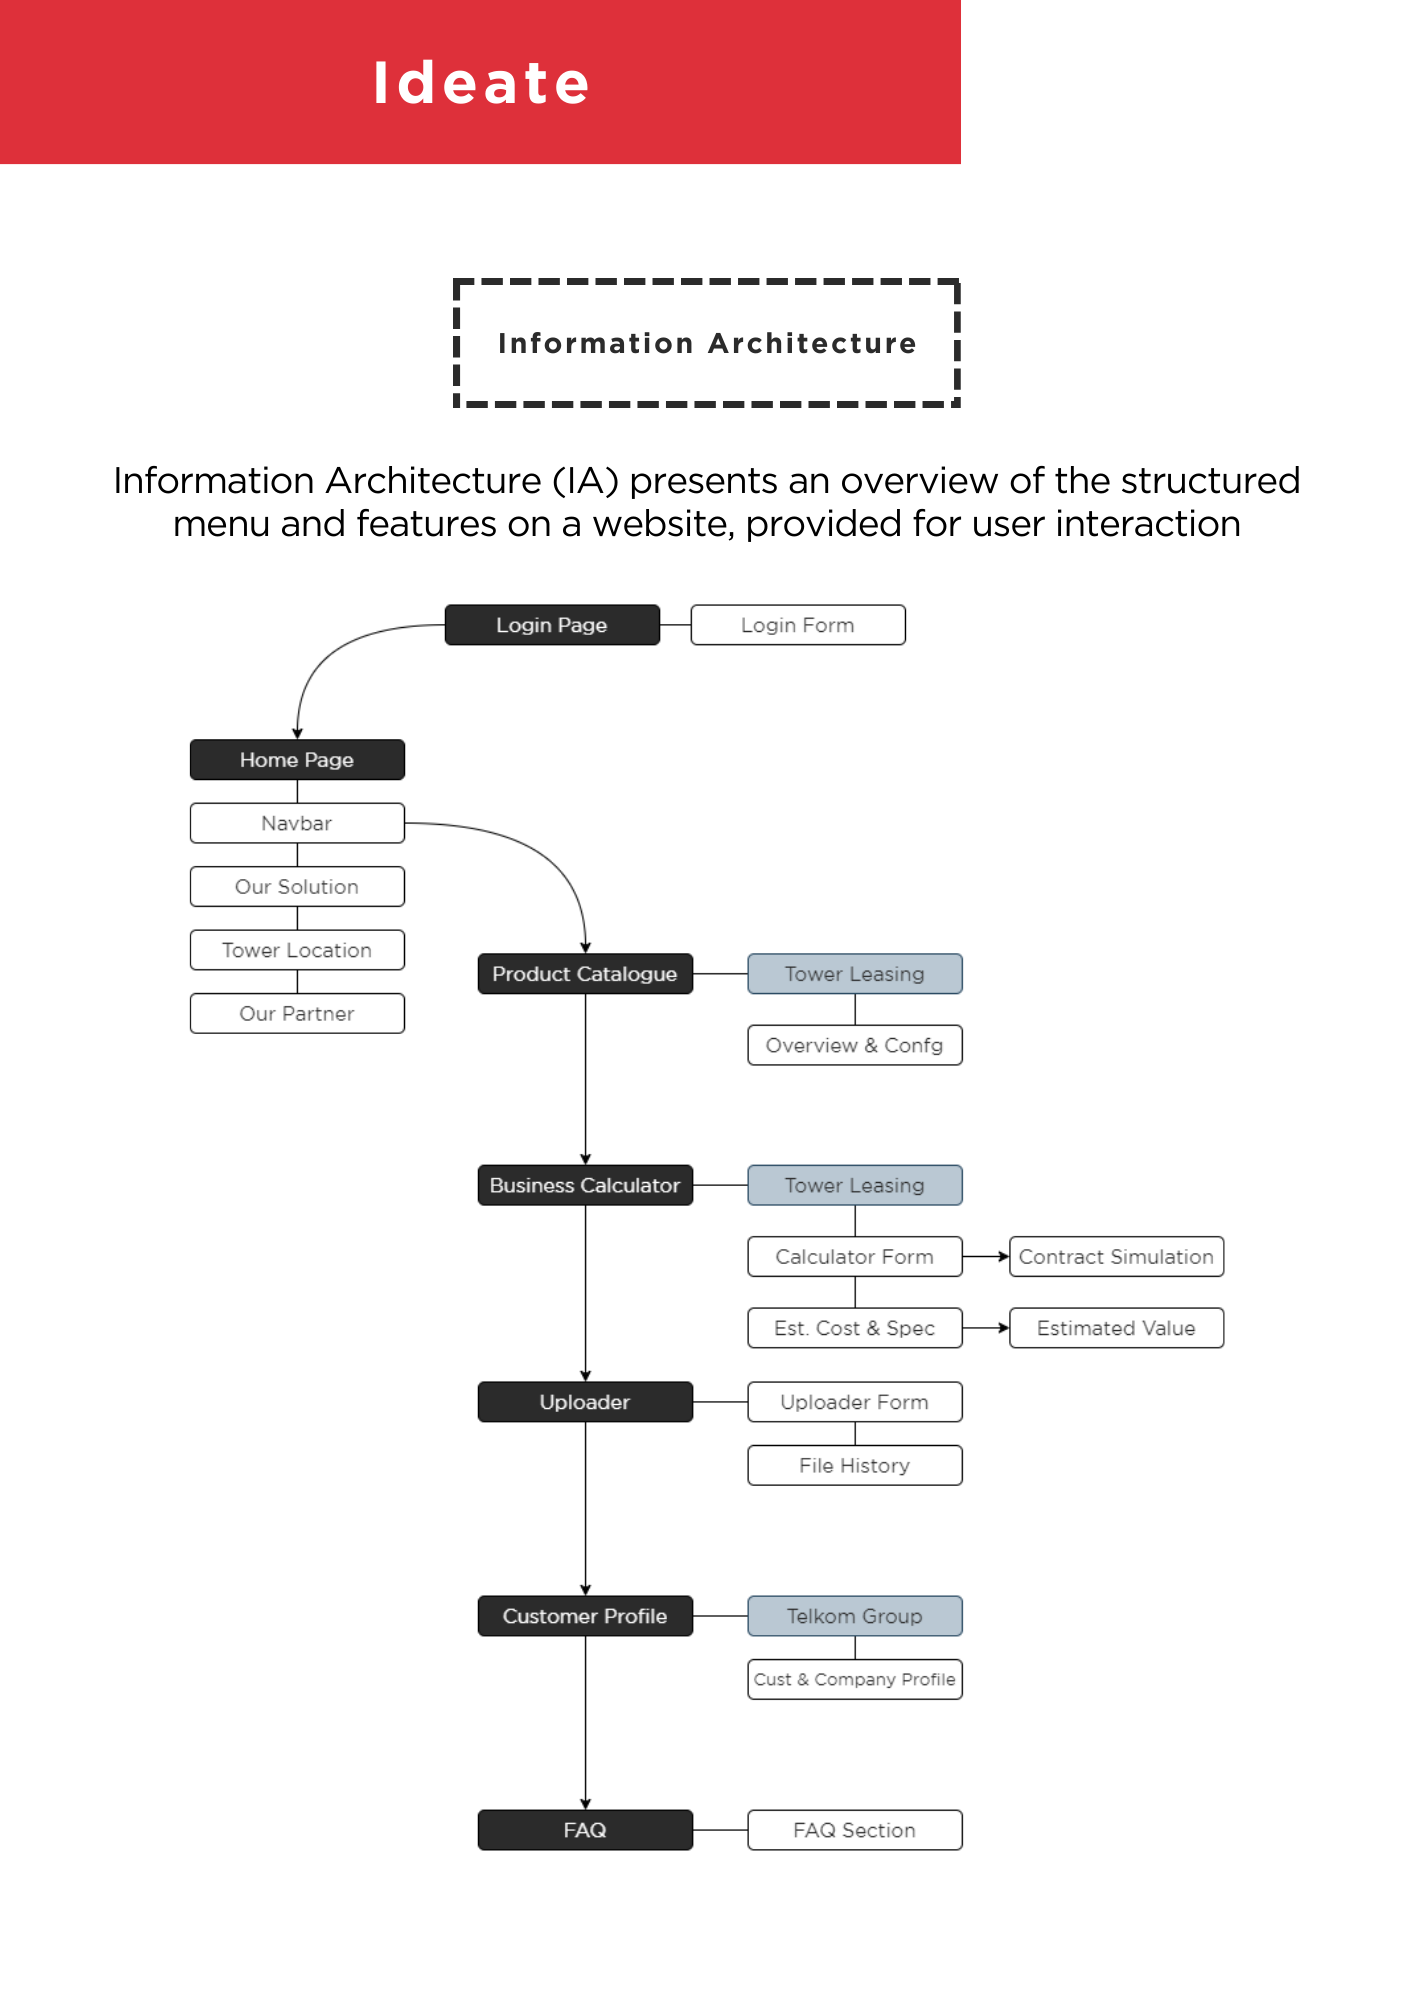 Ideate
Information Architecture
Information Architecture (IA) presents an overview of the structured
menu and features on a website, provided for user interaction
Login Page
Login Form
Home Page
Navbar
Our Solution
Tower Location
Our Partner
Product Catalogue
Tower Leasing
Overview & Confg
Business Calculator
Tower Leasing
Calculator Form
Contract Simulation
Est. Cost & Spec
Estimated Value
Uploader
Uploader Form
File History
Customer Profile
Telkom Group
Cust & Company Profile
FAQ
FAQ Section